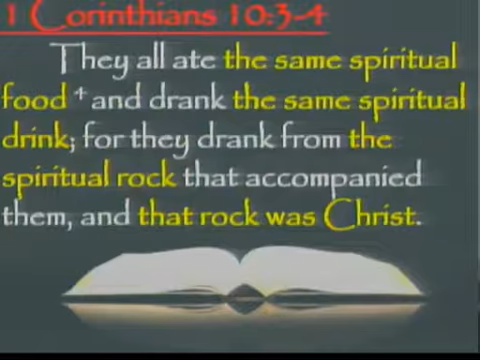 1 Corinthians 10:3-4
They all ate the same spiritual
food 4 and drank the same spiritual
drink; for they drank from the
spiritual rock that accompanied
them, and that rock was Christ.